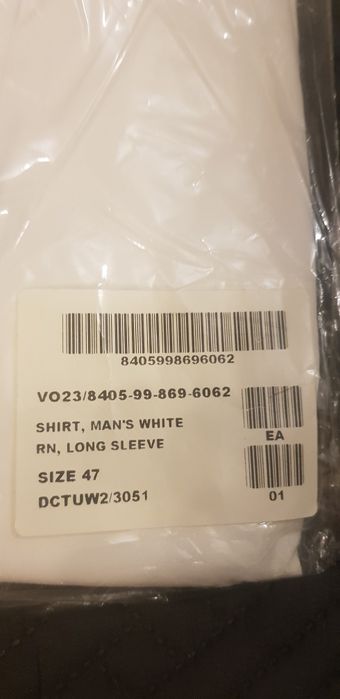 8405998696062
VO23/8405-99-869-6062
SHIRT, MAN'S WHITE
RN, LONG SLEEVE
EA
SIZE 47
DCTUW2/3051
01